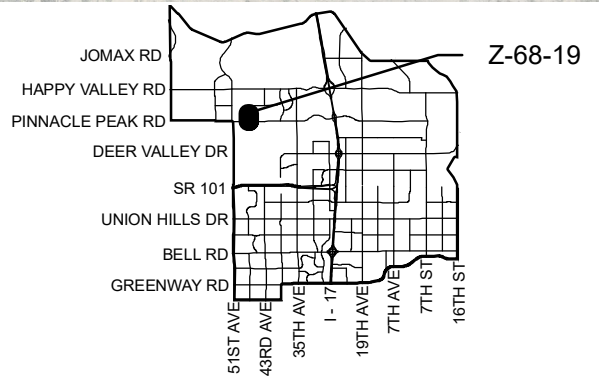 Z-68-19
JOMAX RD
HAPPY VALLEY RD
PINNACLE PEAK RD
DEER VALLEY DR
SR 101
UNION HILLS DR
BELL RD
GREENWAY RD
51ST AVE
43RD AVE
35TH AVE
I - 17
19TH AVE
7TH AVE
7TH ST
16TH ST